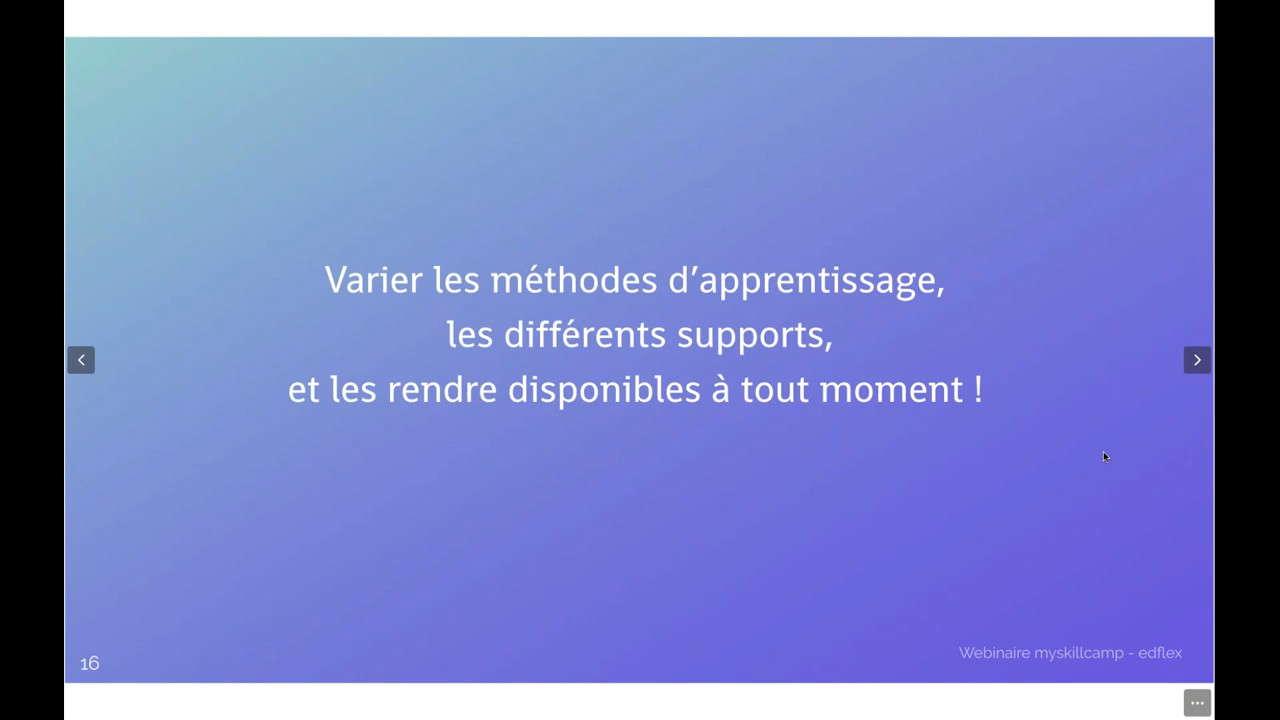 Varier les méthodes d’apprentissage,
les différents supports,
et les rendre disponibles à tout moment !
16
Webinaire myskillcamp - edflex